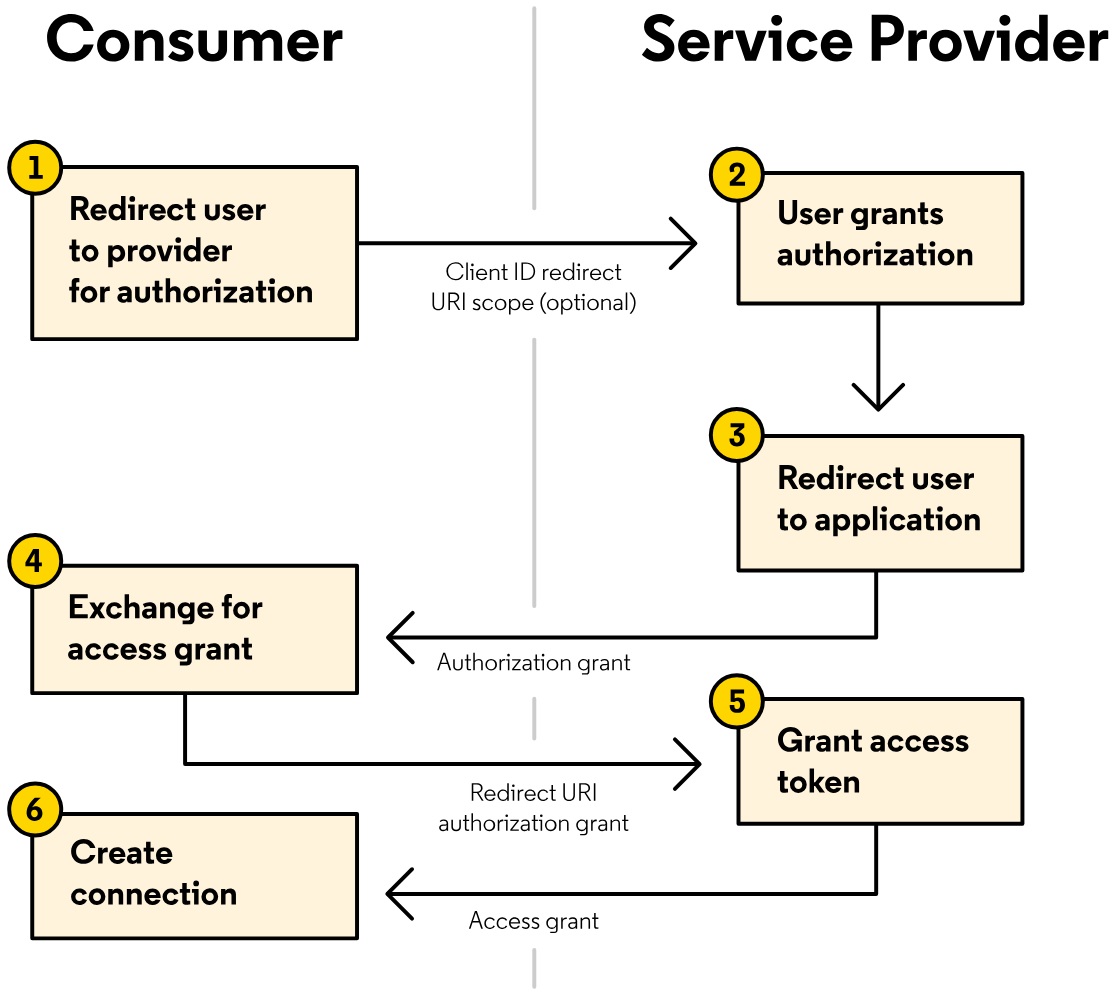 Consumer
Service Provider
1
Redirect user
to provider
for authorization
Client ID redirect
URI scope (optional)
2
User grants
authorization
3
Redirect user
to application
Authorization grant
4
Exchange for
access grant
Redirect URI
authorization grant
5
Grant access
token
Access grant
6
Create
connection